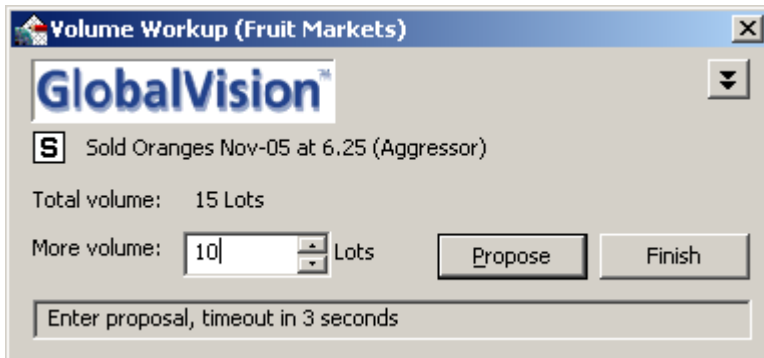 Volume Workup (Fruit Markets)
GlobalVision™
S Sold Oranges Nov-05 at 6.25 (Aggressor)
Total volume: 15 Lots
More volume: 10 Lots Propose Finish
Enter proposal, timeout in 3 seconds